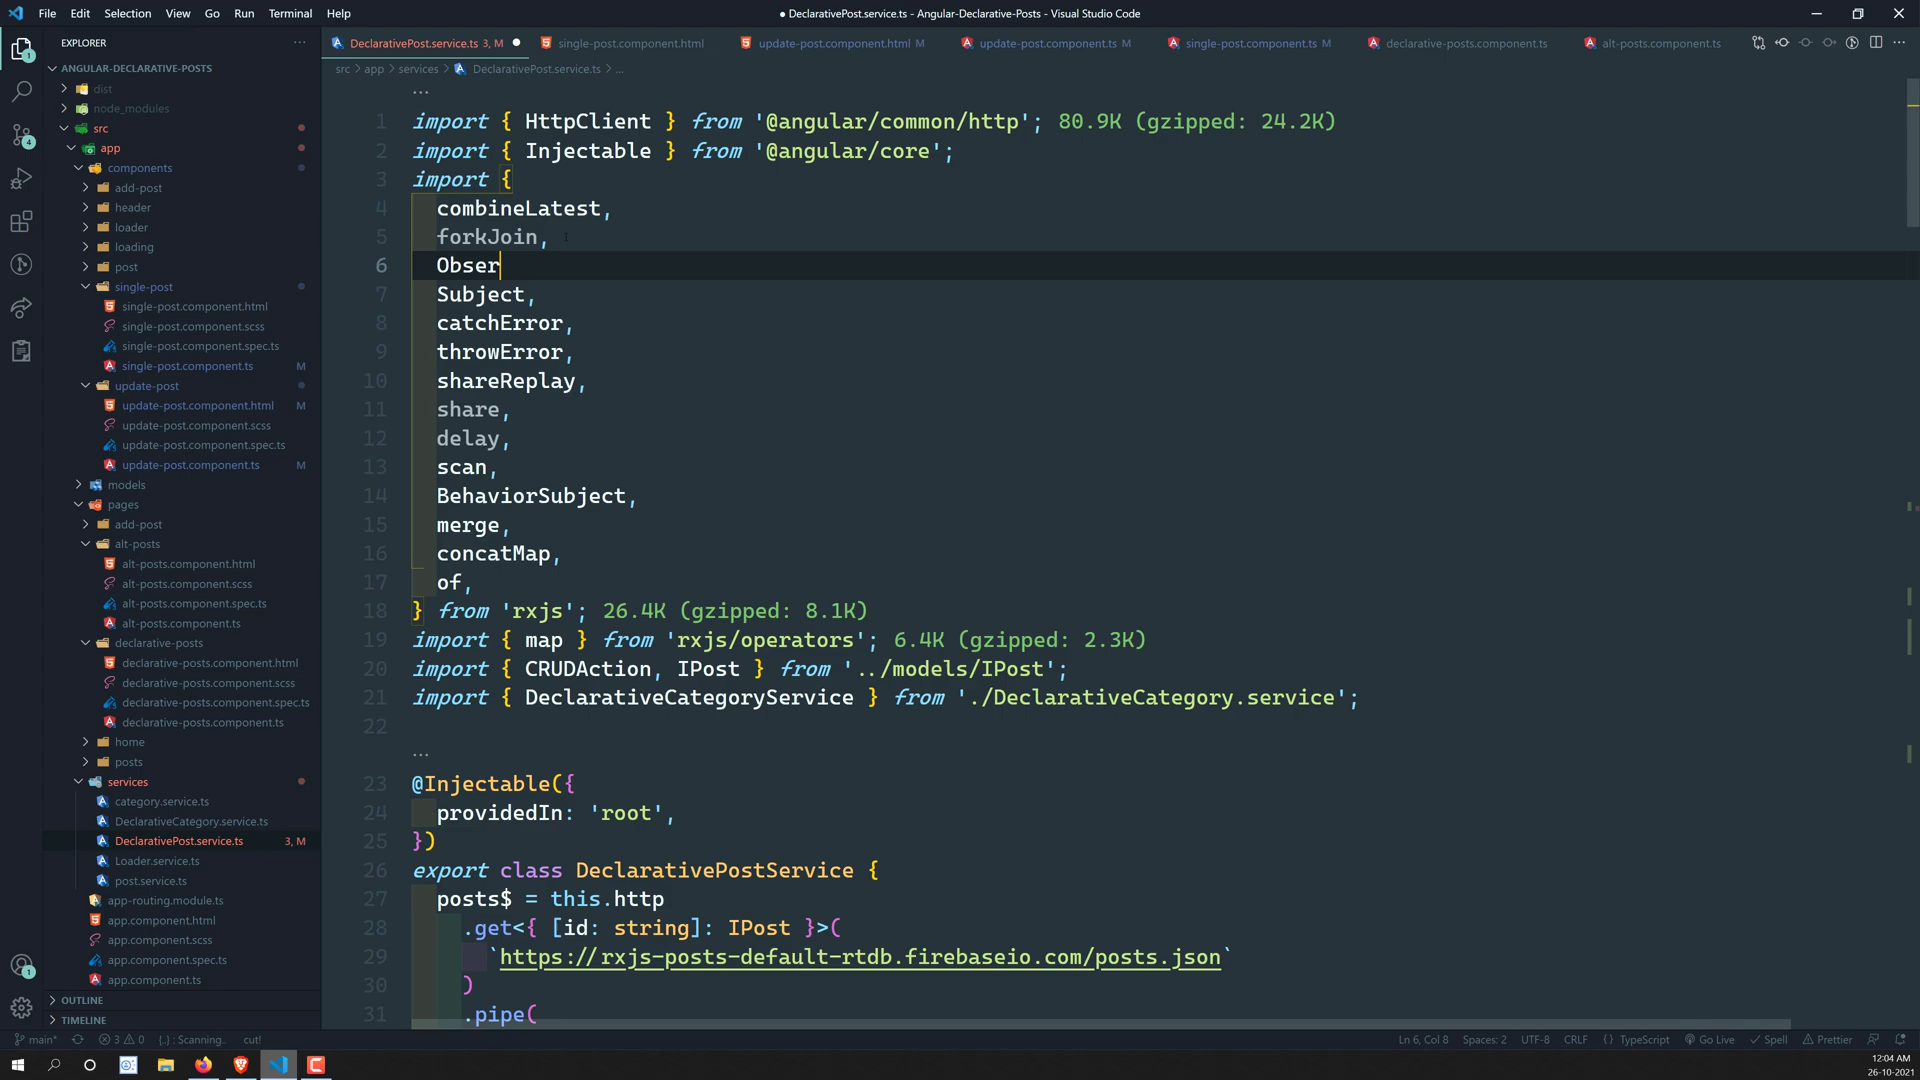 File Edit Selection View Go Run Terminal Help
● DeclarativePost.service.ts - Angular-Declarative-Posts - Visual Studio Code
EXPLORER
ANGULAR-DECLARATIVE-POSTS
dist
node_modules
src
app
components
add-post
header
loader
loading
post
single-post
single-post.component.html
single-post.component.scss
single-post.component.spec.ts
single-post.component.ts M
update-post
update-post.component.html M
update-post.component.scss
update-post.component.spec.ts
update-post.component.ts M
models
pages
add-post
alt-posts
alt-posts.component.html
alt-posts.component.scss
alt-posts.component.spec.ts
alt-posts.component.ts
declarative-posts
declarative-posts.component.html
declarative-posts.component.scss
declarative-posts.component.spec.ts
declarative-posts.component.ts
home
posts
services
category.service.ts
DeclarativeCategory.service.ts
DeclarativePost.service.ts 3, M
Loader.service.ts
post.service.ts
app-routing.module.ts
app.component.html
app.component.scss
app.component.spec.ts
app.component.ts
OUTLINE
TIMELINE
DeclarativePost.service.ts 3, M ● single-post.component.html update-post.component.html M update-post.component.ts M single-post.component.ts M declarative-posts.component.ts alt-posts.component.ts
src > app > services > DeclarativePost.service.ts > ...
...
1 import { HttpClient } from '@angular/common/http'; 80.9K (gzipped: 24.2K)
2 import { Injectable } from '@angular/core';
3 import {
4 combineLatest,
5 forkJoin,
6 Obser
7 Subject,
8 catchError,
9 throwError,
10 shareReplay,
11 share,
12 delay,
13 scan,
14 BehaviorSubject,
15 merge,
16 concatMap,
17 of,
18 } from 'rxjs'; 26.4K (gzipped: 8.1K)
19 import { map } from 'rxjs/operators'; 6.4K (gzipped: 2.3K)
20 import { CRUDAction, IPost } from '../models/IPost';
21 import { DeclarativeCategoryService } from './DeclarativeCategory.service';
22
...
23 @Injectable({
24 providedIn: 'root',
25 })
26 export class DeclarativePostService {
27 posts$ = this.http
28 .get<{ [id: string]: IPost }>(
29 `https://rxjs-posts-default-rtdb.firebaseio.com/posts.json`
30 )
31 .pipe(
1
4
1
main* 3 0 {..} : Scanning.. cut! Ln 6, Col 8 Spaces: 2 UTF-8 CRLF { } TypeScript Go Live Spell Prettier
12:04 AM
26-10-2021